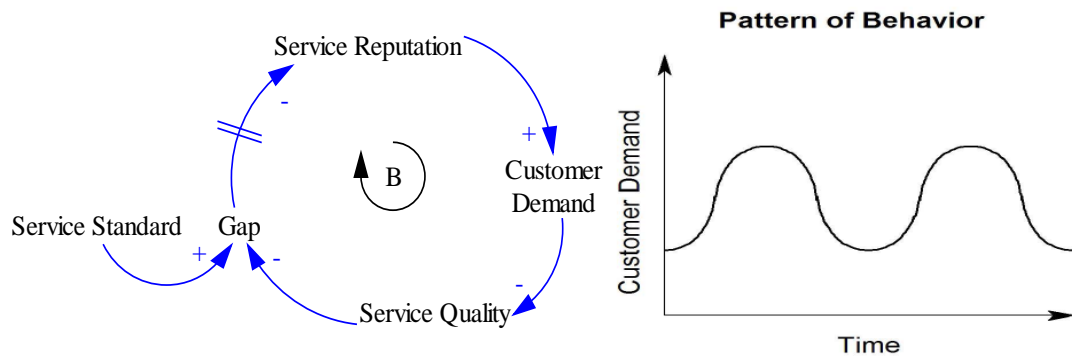 Service Reputation
-
+
Customer
Demand
B
Service Standard
Gap
+
-
-
Service Quality
Pattern of Behavior
Customer Demand
Time